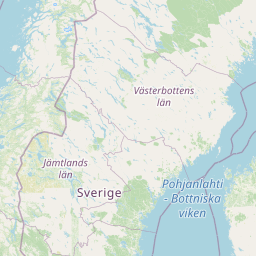 Västerbottens
län
Jämtlands
län
Pohjanlahti
- Bottniska
viken
Sverige